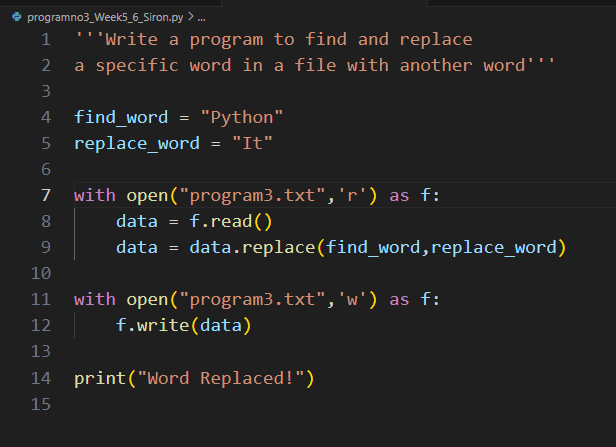 programno3_Week5_6_Siron.py > ...
1 '''Write a program to find and replace
2 a specific word in a file with another word'''
3
4 find_word = "Python"
5 replace_word = "It"
6
7 with open("program3.txt",'r') as f:
8     data = f.read()
9     data = data.replace(find_word,replace_word)
10
11 with open("program3.txt",'w') as f:
12     f.write(data)
13
14 print("Word Replaced!")
15